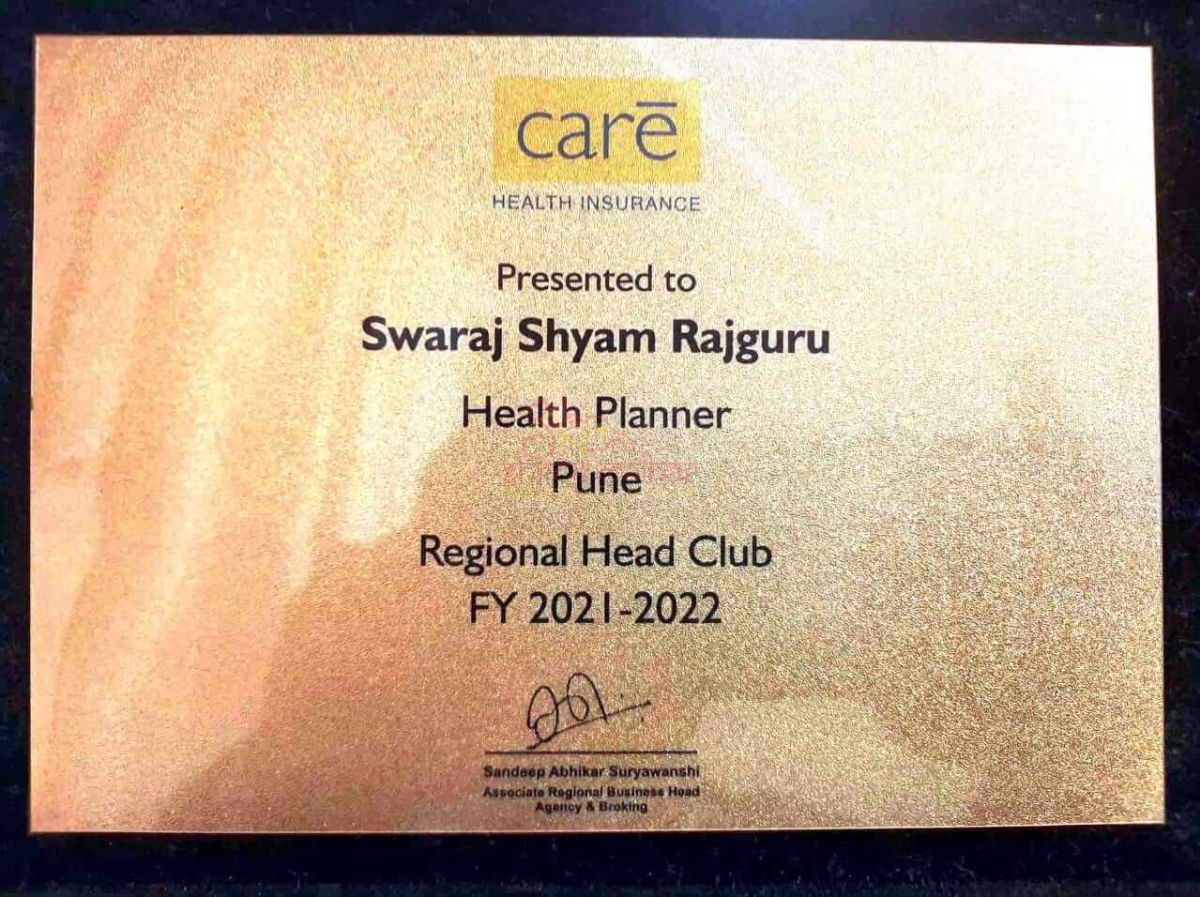 carē
HEALTH INSURANCE
Presented to
Swaraj Shyam Rajguru
Health Planner
Pune
Regional Head Club
FY 2021-2022
Sandeep Abhikar Suryawanshi
Associate Regional Business Head
Agency & Broking